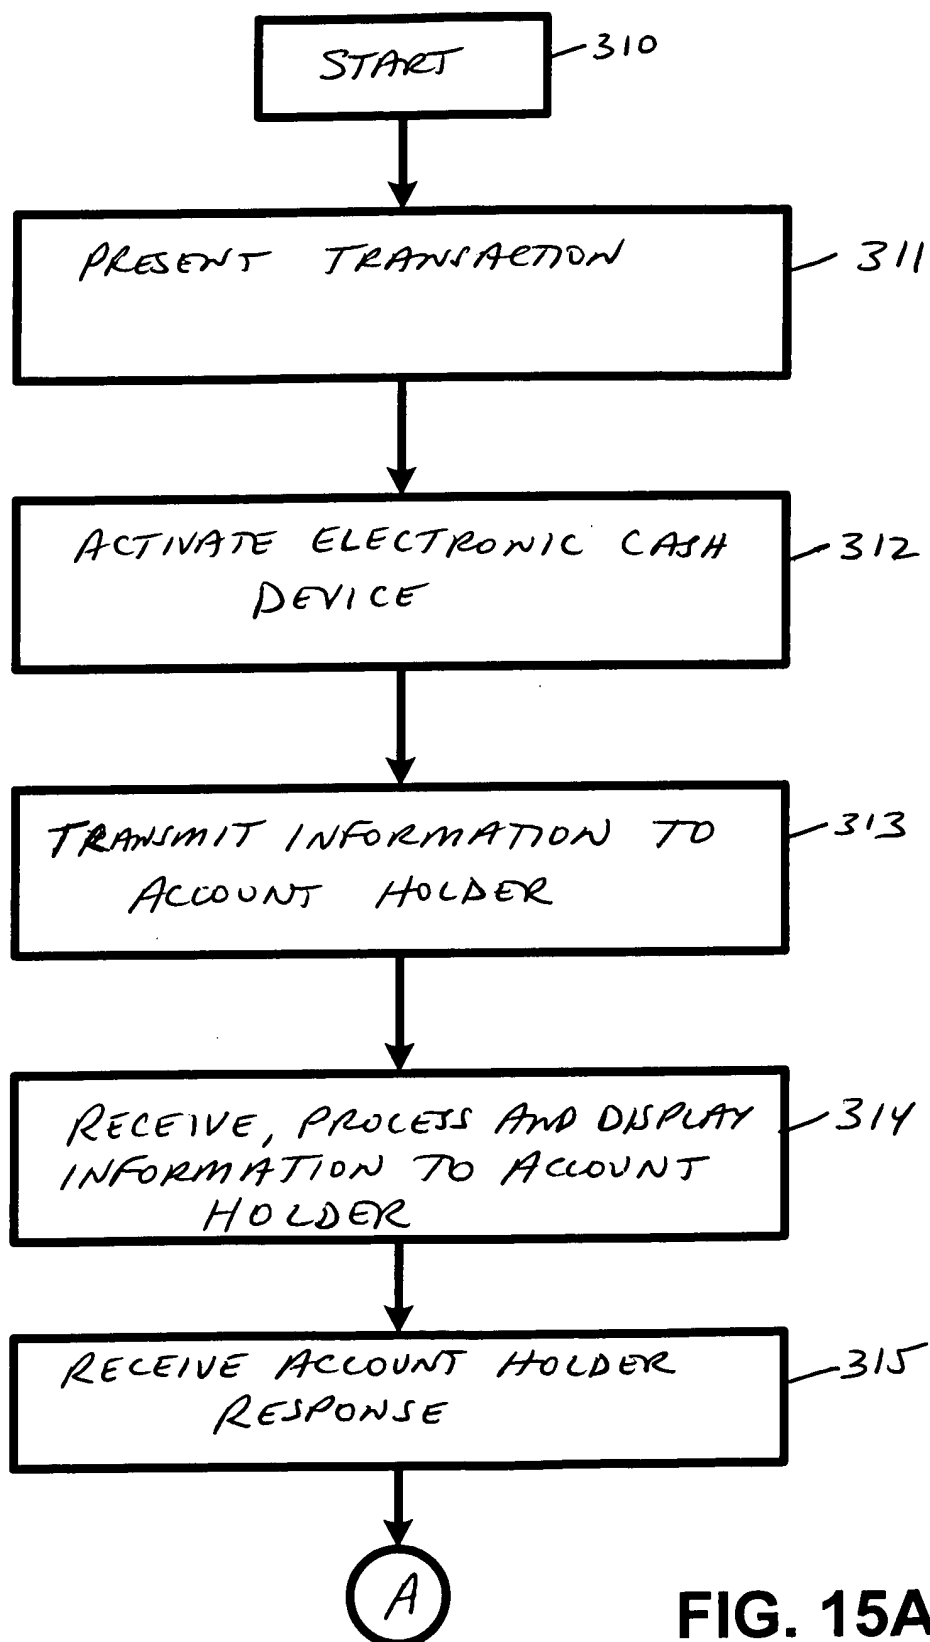 START
310
PRESENT TRANSACTION
311
ACTIVATE ELECTRONIC CASH
DEVICE
312
TRANSMIT INFORMATION TO
ACCOUNT HOLDER
313
RECEIVE, PROCESS AND DISPLAY
INFORMATION TO ACCOUNT
HOLDER
314
RECEIVE ACCOUNT HOLDER
RESPONSE
315
A
FIG. 15A